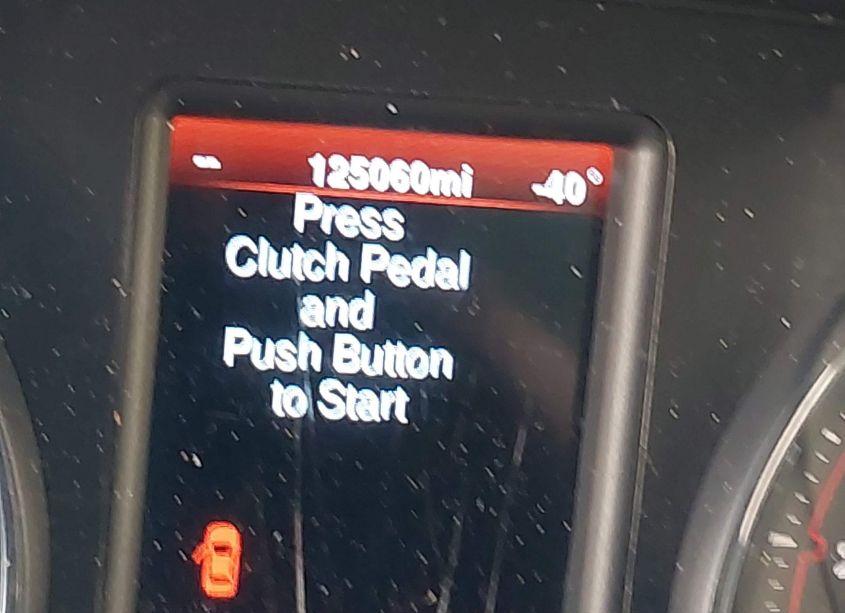 -- 125060mi -40°
Press
Clutch Pedal
and
Push Button
to Start